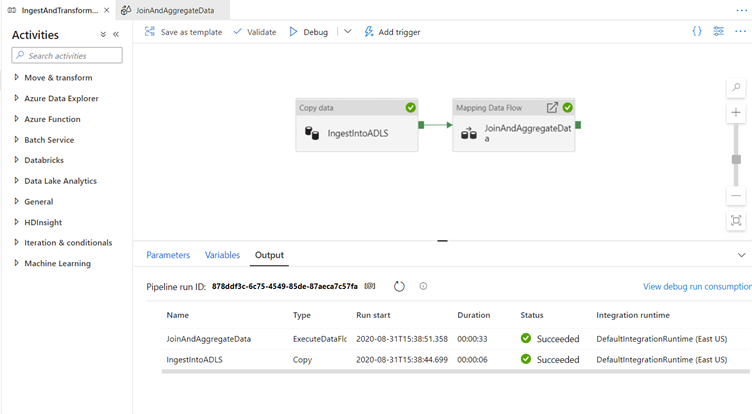 IngestAndTransform...
JoinAndAggregateData
Activities
Search activities
Move & transform
Azure Data Explorer
Azure Function
Batch Service
Databricks
Data Lake Analytics
General
HDInsight
Iteration & conditionals
Machine Learning
Save as template
Validate
Debug
Add trigger
Copy data
IngestIntoADLS
Mapping Data Flow
JoinAndAggregateDat
a
Parameters
Variables
Output
Pipeline run ID: 878ddf3c-6c75-4549-85de-87aeca7c57fa
View debug run consumption
Name Type Run start Duration Status Integration runtime
JoinAndAggregateData ExecuteDataFlo 2020-08-31T15:38:51.358 00:00:33 Succeeded DefaultIntegrationRuntime (East US)
IngestIntoADLS Copy 2020-08-31T15:38:44.699 00:00:06 Succeeded DefaultIntegrationRuntime (East US)